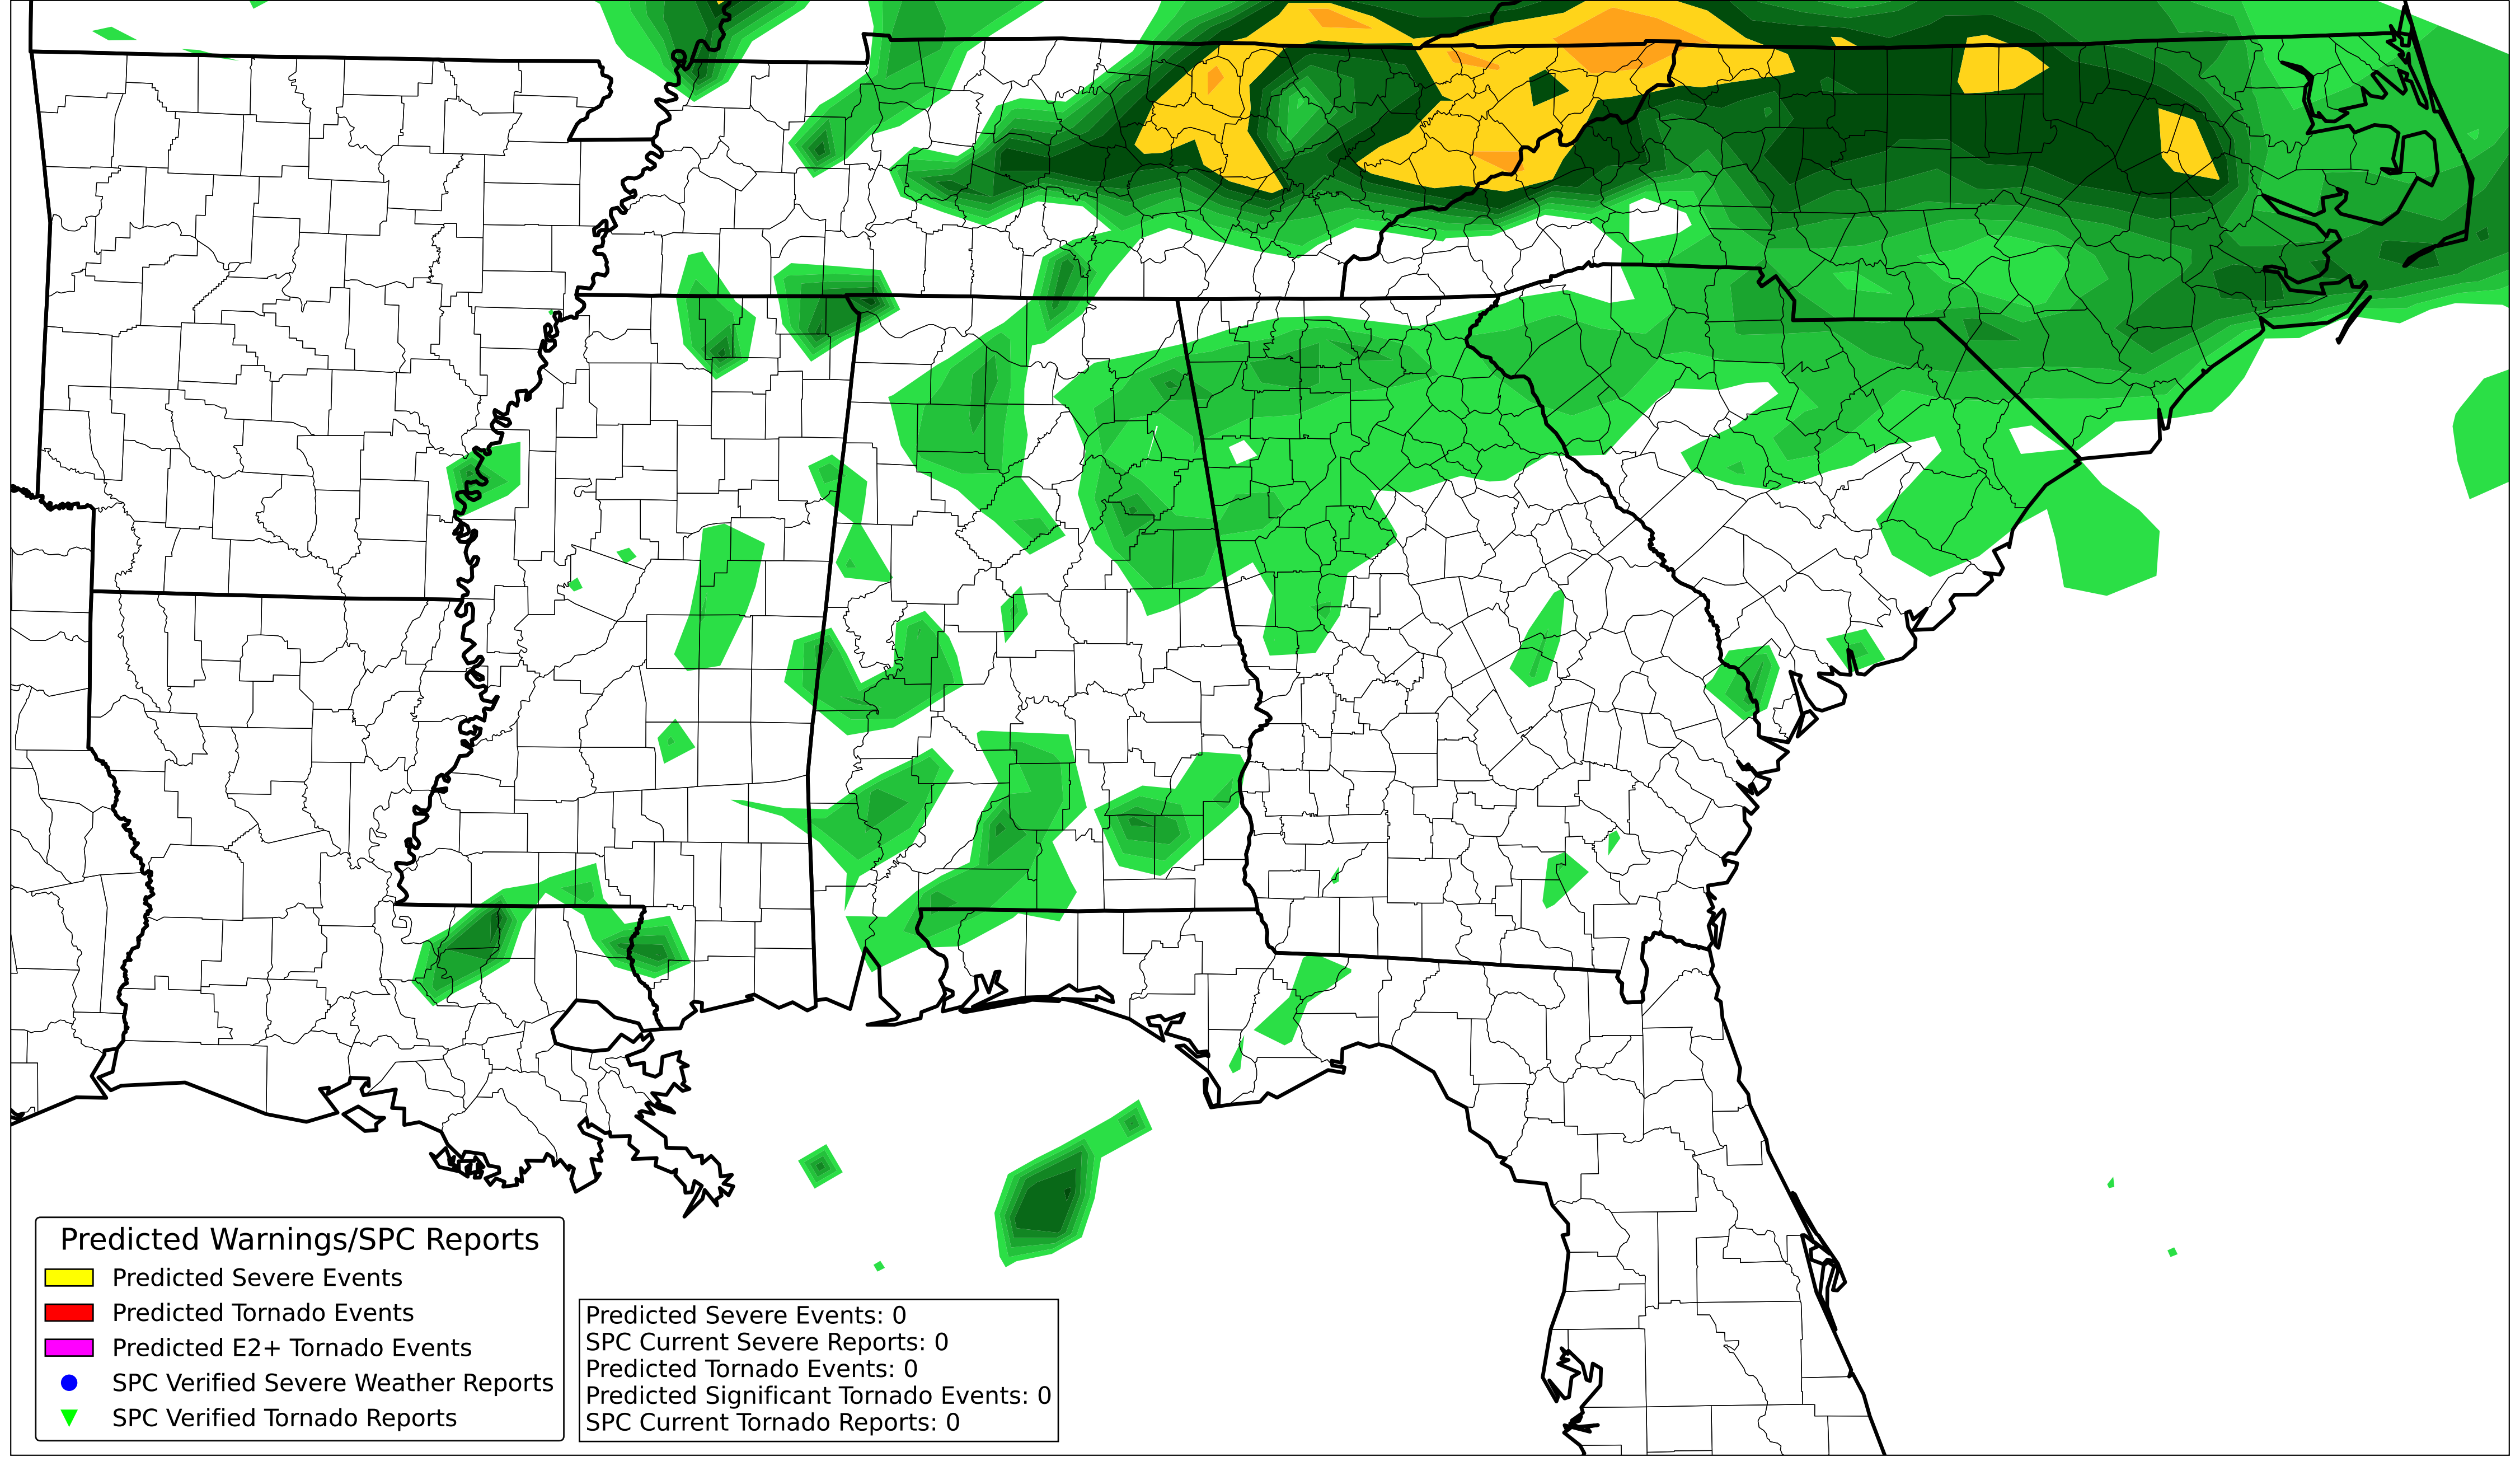 Predicted Warnings/SPC Reports
Predicted Severe Events
Predicted Tornado Events
Predicted E2+ Tornado Events
SPC Verified Severe Weather Reports
SPC Verified Tornado Reports
Predicted Severe Events: 0
SPC Current Severe Reports: 0
Predicted Tornado Events: 0
Predicted Significant Tornado Events: 0
SPC Current Tornado Reports: 0